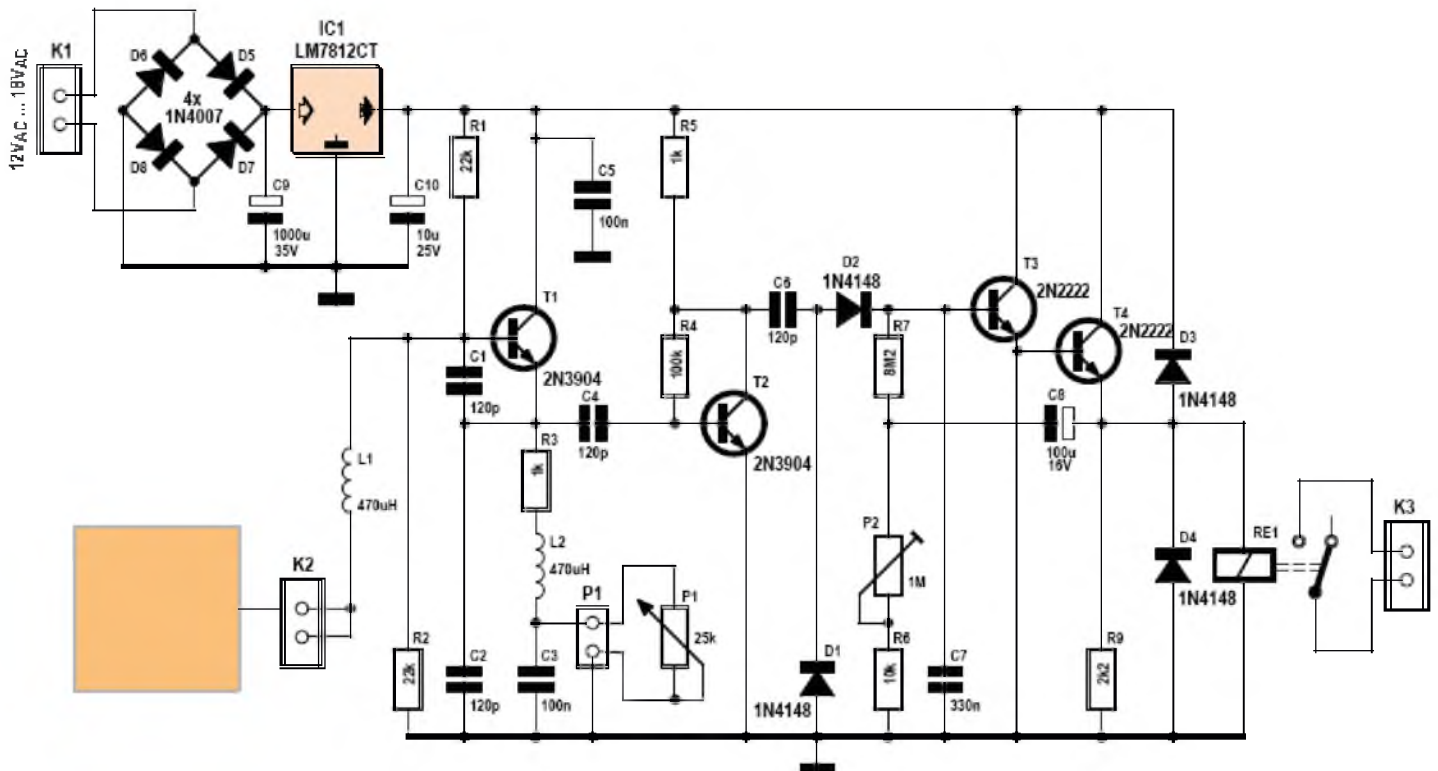 K1
12VAC ... 18VAC
D6
D5
4x
1N4007
D8
D7
IC1
LM7812CT
C9
1000u
35V
C10
10u
25V
R1
22k
C5
100n
R5
1k
T1
2N3904
C1
120p
C4
120p
R4
100k
T2
2N3904
C6
120p
D2
1N4148
R7
8M2
T3
2N2222
T4
2N2222
D3
1N4148
C8
100u
16V
R3
1k
L1
470uH
L2
470uH
K2
P1
P1
25k
R2
22k
C2
120p
C3
100n
P2
1M
D1
1N4148
R6
10k
C7
330n
R9
2k2
D4
1N4148
RE1
K3